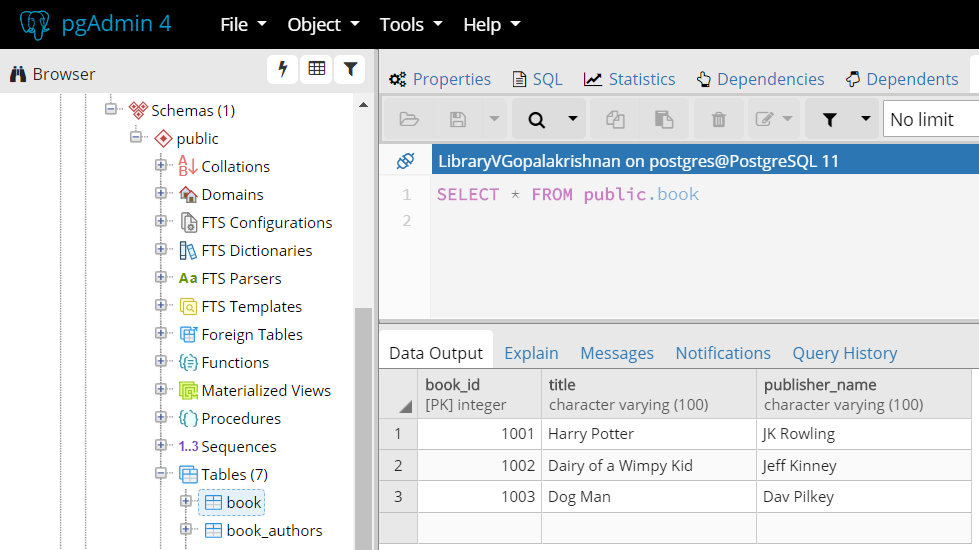 pgAdmin 4 File Object Tools Help
Browser
Properties SQL Statistics Dependencies Dependents
No limit
Schemas (1)
public
Collations
Domains
FTS Configurations
FTS Dictionaries
Aa FTS Parsers
FTS Templates
Foreign Tables
Functions
Materialized Views
Procedures
1..3 Sequences
Tables (7)
book
book_authors
LibraryVGopalakrishnan on postgres@PostgreSQL 11
1 SELECT * FROM public.book
2
Data Output Explain Messages Notifications Query History
book_id title publisher_name
[PK] integer character varying (100) character varying (100)
1 1001 Harry Potter JK Rowling
2 1002 Dairy of a Wimpy Kid Jeff Kinney
3 1003 Dog Man Dav Pilkey